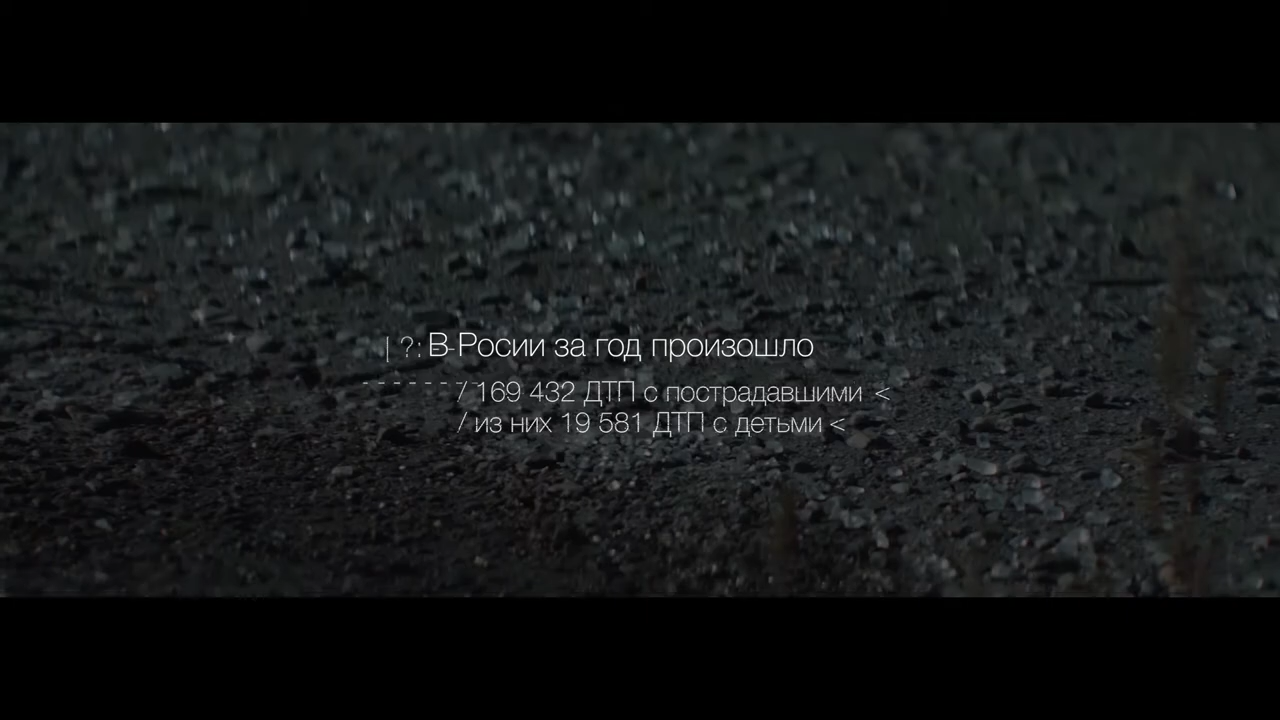 | ?: В Росии за год произошло
/ 169 432 ДТП с пострадавшими <
/ из них 19 581 ДТП с детьми <